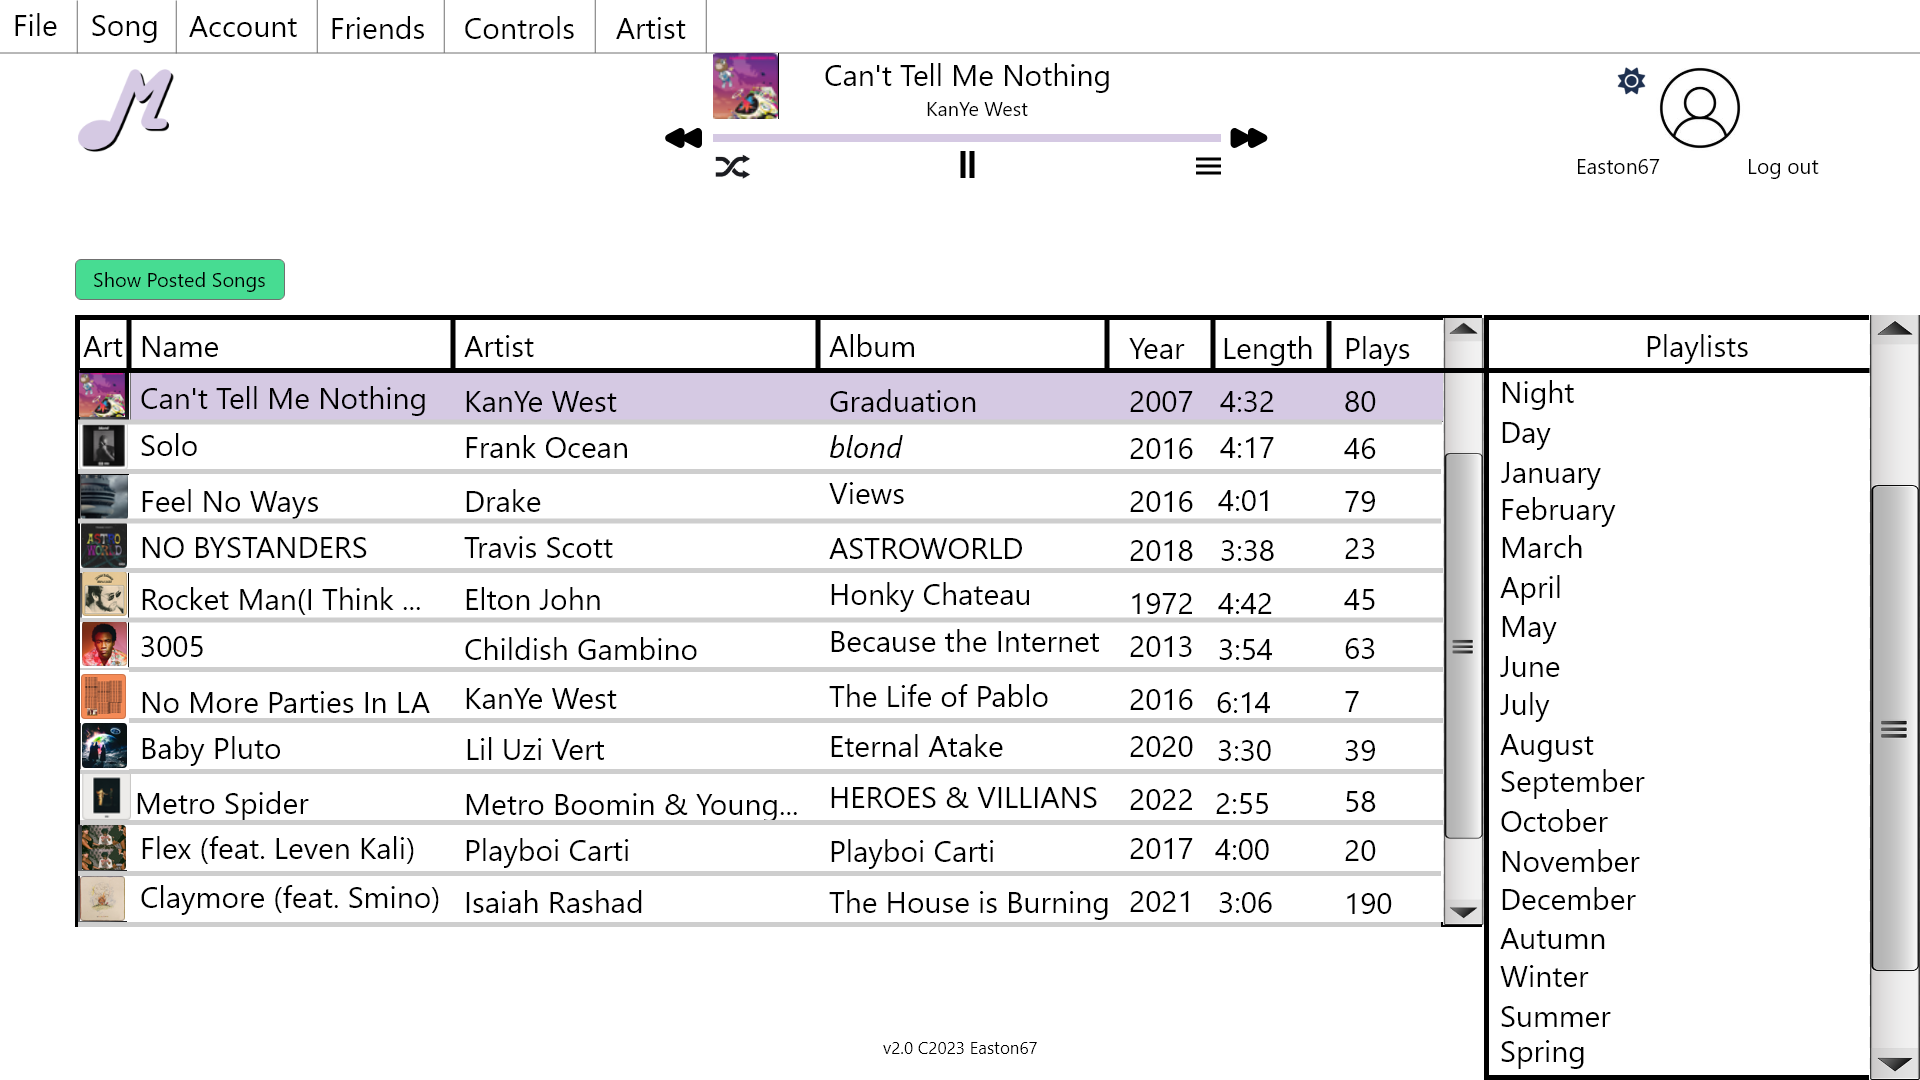 File Song Account Friends Controls Artist
M
Can't Tell Me Nothing
KanYe West
Easton67 Log out
Show Posted Songs
Art Name Artist Album Year Length Plays
Can't Tell Me Nothing KanYe West Graduation 2007 4:32 80
Solo Frank Ocean blond 2016 4:17 46
Feel No Ways Drake Views 2016 4:01 79
NO BYSTANDERS Travis Scott ASTROWORLD 2018 3:38 23
Rocket Man(I Think ... Elton John Honky Chateau 1972 4:42 45
3005 Childish Gambino Because the Internet 2013 3:54 63
No More Parties In LA KanYe West The Life of Pablo 2016 6:14 7
Baby Pluto Lil Uzi Vert Eternal Atake 2020 3:30 39
Metro Spider Metro Boomin & Young... HEROES & VILLIANS 2022 2:55 58
Flex (feat. Leven Kali) Playboi Carti Playboi Carti 2017 4:00 20
Claymore (feat. Smino) Isaiah Rashad The House is Burning 2021 3:06 190
Playlists
Night
Day
January
February
March
April
May
June
July
August
September
October
November
December
Autumn
Winter
Summer
Spring
ASTRO
WORLD
v2.0 C2023 Easton67